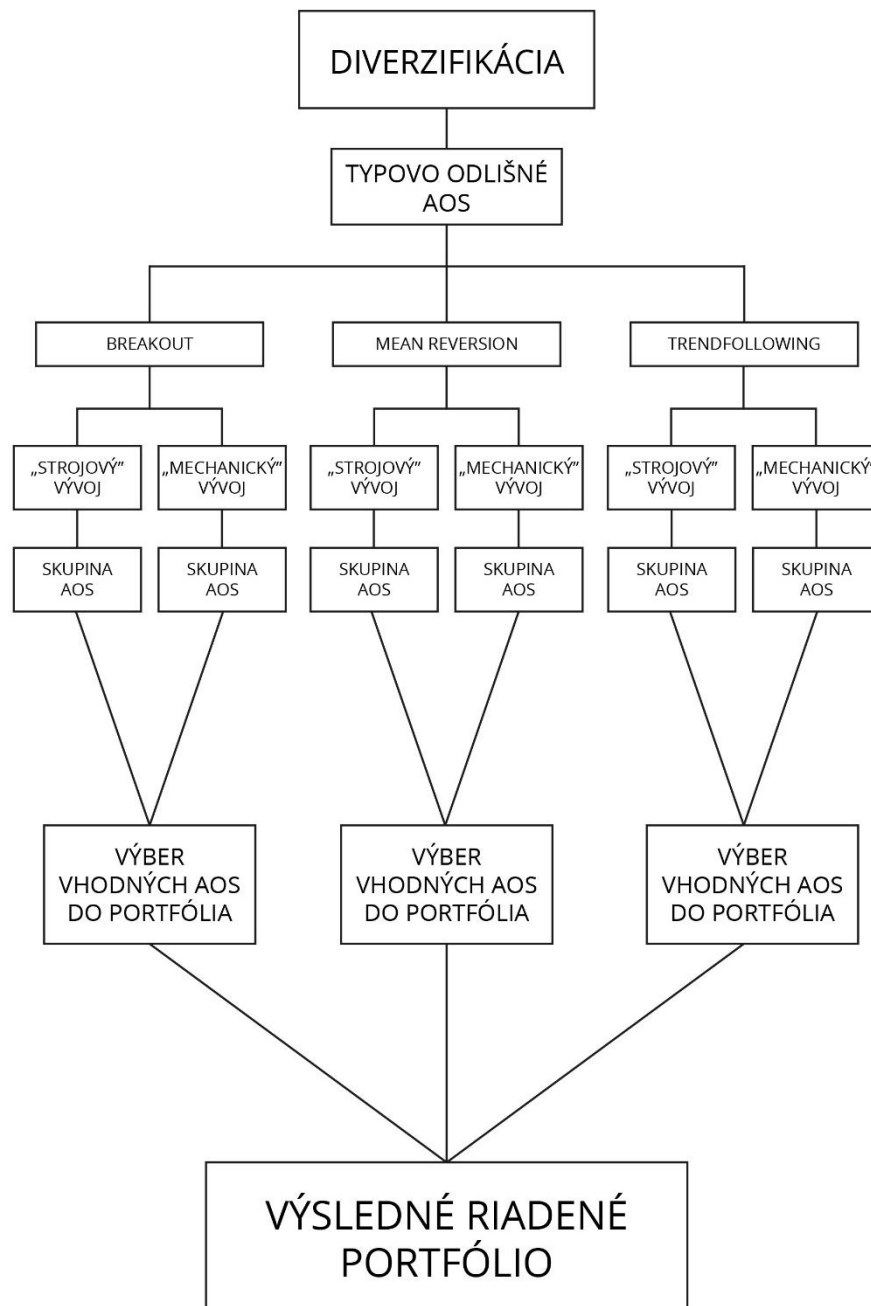 DIVERZIFIKÁCIA
TYPOVO ODLIŠNÉ
AOS
BREAKOUT
MEAN REVERSION
TRENDFOLLOWING
„STROJOVÝ”
VÝVOJ
„MECHANICKÝ”
VÝVOJ
„STROJOVÝ”
VÝVOJ
„MECHANICKÝ”
VÝVOJ
„STROJOVÝ”
VÝVOJ
„MECHANICKÝ”
VÝVOJ
SKUPINA
AOS
SKUPINA
AOS
SKUPINA
AOS
SKUPINA
AOS
SKUPINA
AOS
SKUPINA
AOS
VÝBER
VHODNÝCH AOS
DO PORTFÓLIA
VÝBER
VHODNÝCH AOS
DO PORTFÓLIA
VÝBER
VHODNÝCH AOS
DO PORTFÓLIA
VÝSLEDNÉ RIADENÉ
PORTFÓLIO